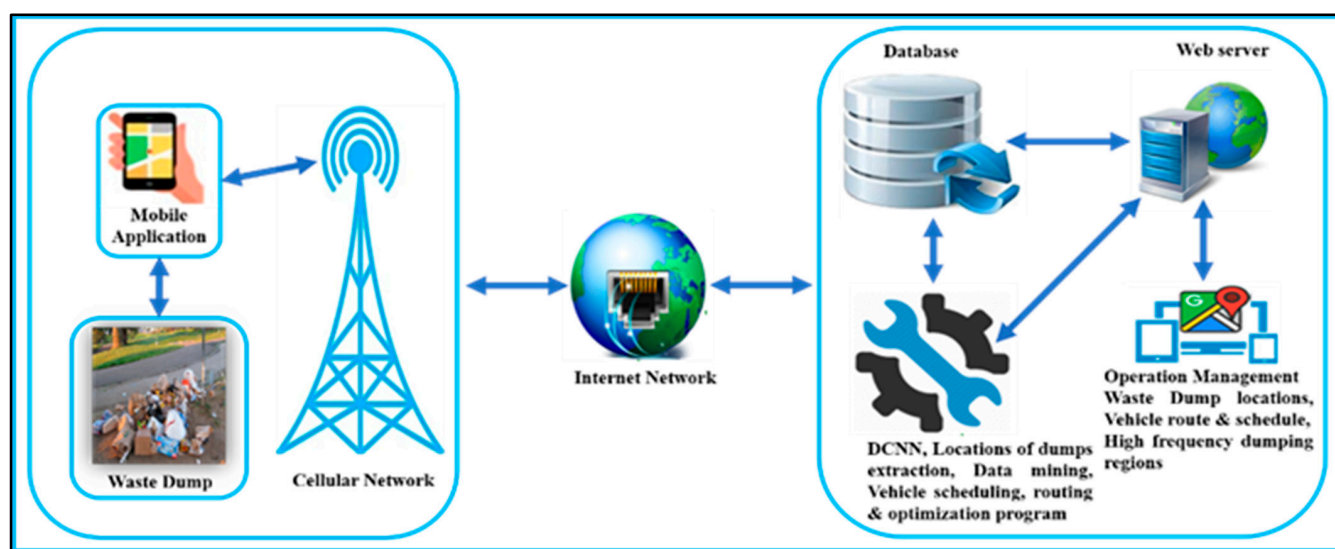 Database
Web server
Mobile
Application
Waste Dump
Cellular Network
Internet Network
DCNN, Locations of dumps
extraction, Data mining,
Vehicle scheduling, routing
& optimization program
G
Operation Management
Waste Dump locations,
Vehicle route & schedule,
High frequency dumping
regions